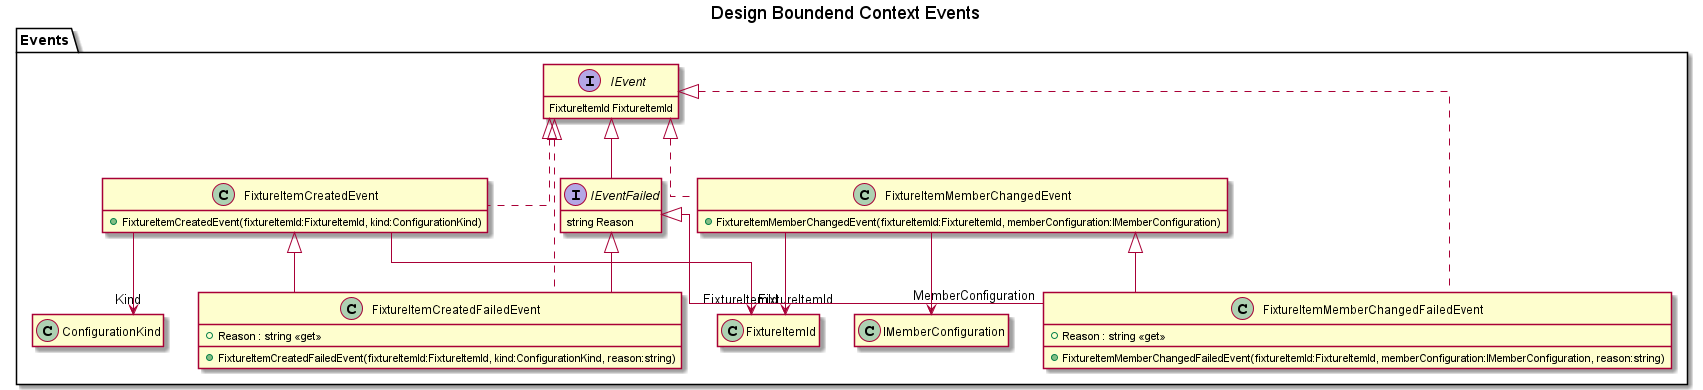 Design Boundend Context Events
Events
I IEvent
FixtureItemId FixtureItemId
C FixtureItemCreatedEvent
FixtureItemCreatedEvent(fixtureItemId:FixtureItemId, kind:ConfigurationKind)
I IEventFailed
string Reason
C FixtureItemMemberChangedEvent
FixtureItemMemberChangedEvent(fixtureItemId:FixtureItemId, memberConfiguration:IMemberConfiguration)
Kind
FixtureItemId
FixtureItemId
MemberConfiguration
C ConfigurationKind
C FixtureItemCreatedFailedEvent
Reason : string «get»
FixtureItemCreatedFailedEvent(fixtureItemId:FixtureItemId, kind:ConfigurationKind, reason:string)
C FixtureItemId
C IMemberConfiguration
C FixtureItemMemberChangedFailedEvent
Reason : string «get»
FixtureItemMemberChangedFailedEvent(fixtureItemId:FixtureItemId, memberConfiguration:IMemberConfiguration, reason:string)